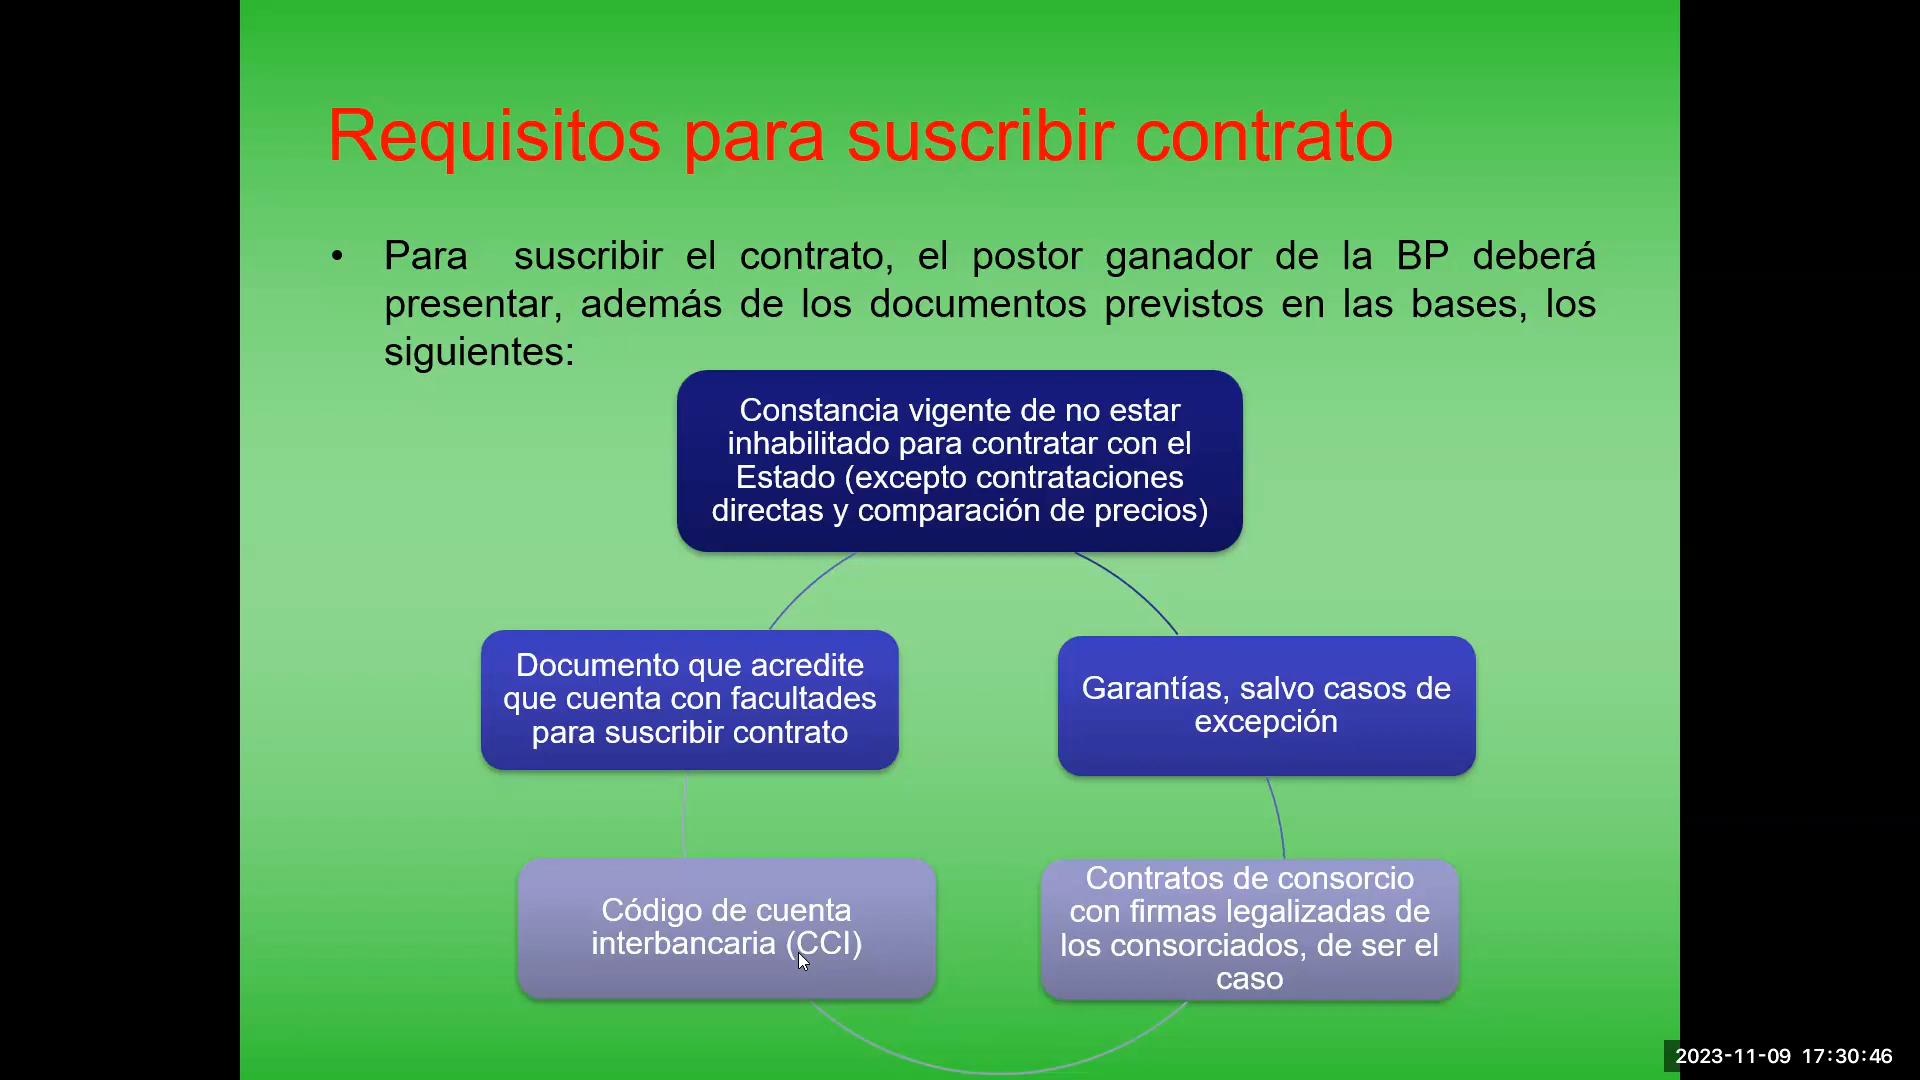 Requisitos para suscribir contrato
• Para suscribir el contrato, el postor ganador de la BP deberá
presentar, además de los documentos previstos en las bases, los
siguientes:
Constancia vigente de no estar
inhabilitado para contratar con el
Estado (excepto contrataciones
directas y comparación de precios)
Documento que acredite
que cuenta con facultades
para suscribir contrato
Garantías, salvo casos de
excepción
Código de cuenta
interbancaria (CCI)
Contratos de consorcio
con firmas legalizadas de
los consorciados, de ser el
caso
2023-11-09 17:30:46